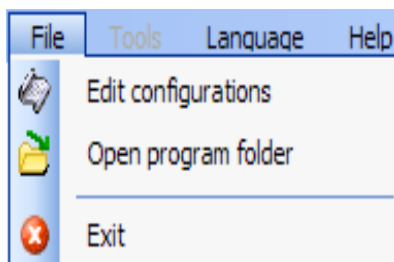 File Tools Language Help
Edit configurations
Open program folder
Exit